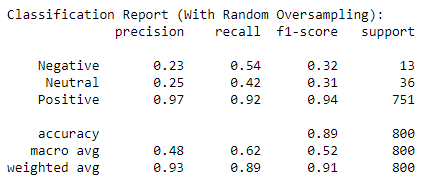 Classification Report (With Random Oversampling):
precision recall f1-score support
Negative 0.23 0.54 0.32 13
Neutral 0.25 0.42 0.31 36
Positive 0.97 0.92 0.94 751
accuracy 0.89 800
macro avg 0.48 0.62 0.52 800
weighted avg 0.93 0.89 0.91 800